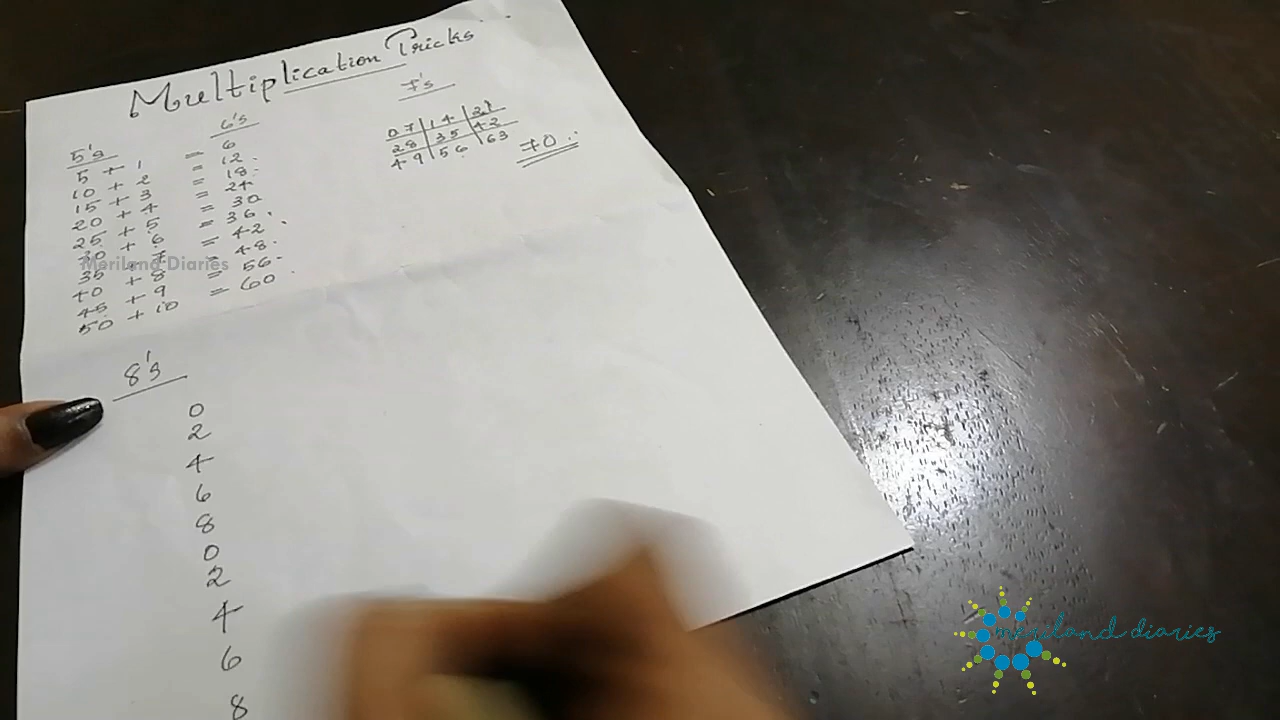 Multiplication Tricks
5's 6's
5 + 1 = 6
10 + 2 = 12
15 + 3 = 18
20 + 4 = 24
25 + 5 = 30
30 + 6 = 36
35 + 7 = 42
40 + 8 = 48
45 + 9 = 56
50 + 10 = 60
7's
07 14 21
28 35 42
49 56 63
70
Meriland Diaries
8's
0
2
4
6
8
0
2
4
6
8
meriland diaries